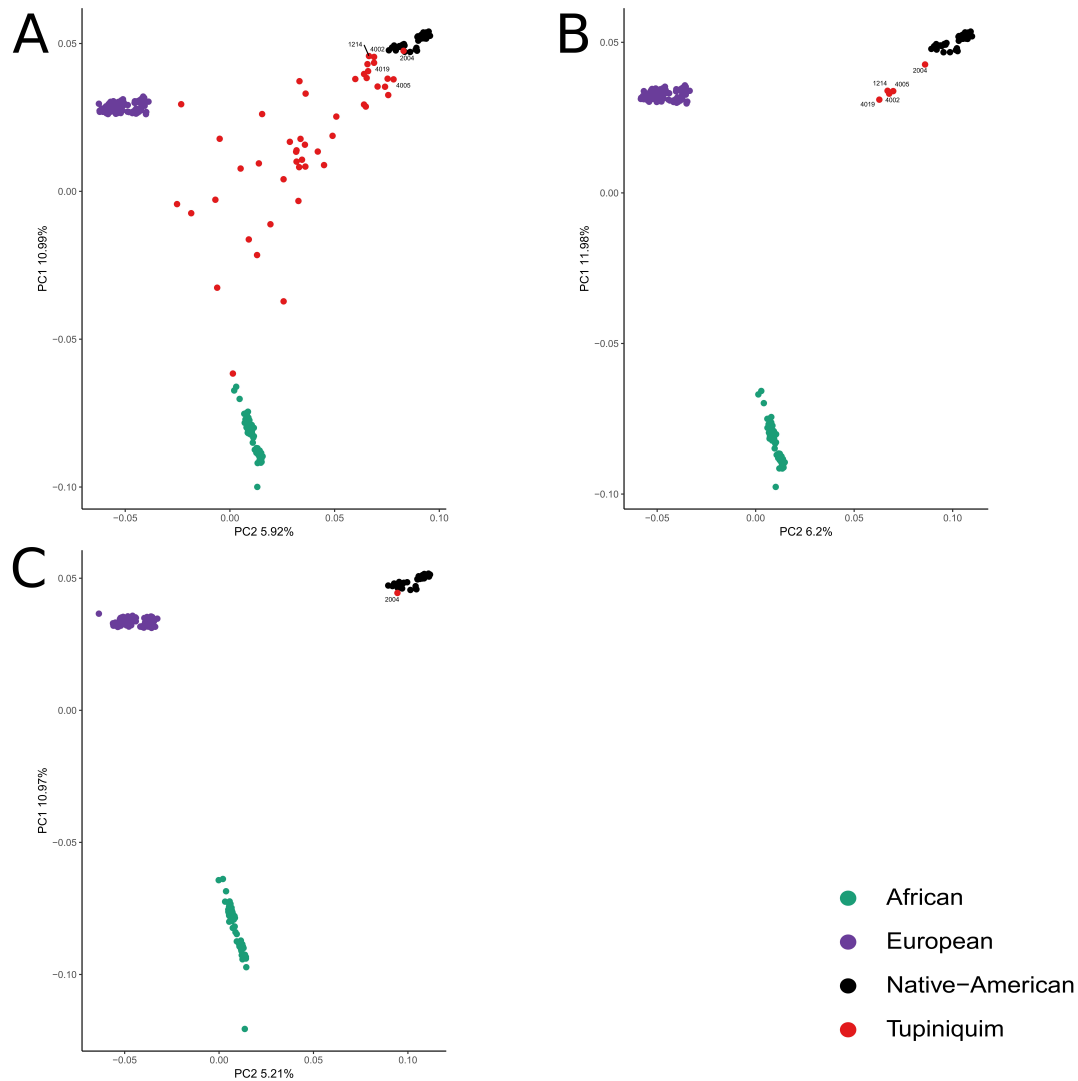 A
0.05
0.00
−0.05
−0.10
PC1 10.99%
1214
4002
2004
4019
4005
−0.05 0.00 0.05 0.10
PC2 5.92%
B
0.05
0.00
−0.05
−0.10
PC1 11.98%
2004
1214 4005
4019 4002
−0.05 0.00 0.05 0.10
PC2 6.2%
C
0.05
0.00
−0.05
−0.10
PC1 10.97%
2004
−0.05 0.00 0.05 0.10
PC2 5.21%
African
European
Native−American
Tupiniquim